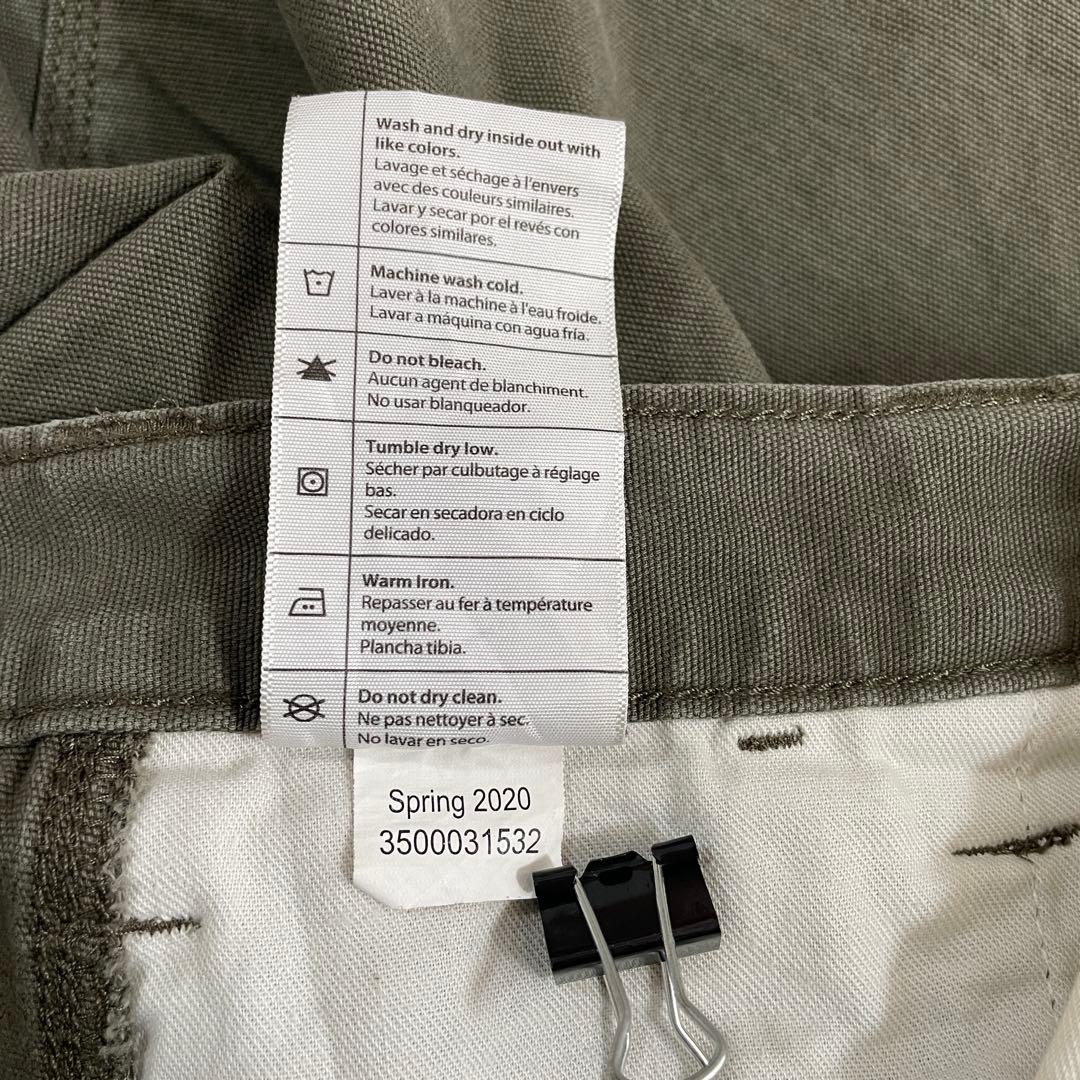 Wash and dry inside out with
like colors.
Lavage et séchage à l'envers
avec des couleurs similaires.
Lavar y secar por el revés con
colores similares.
Machine wash cold.
Laver à la machine à l'eau froide.
Lavar a máquina con agua fría.
Do not bleach.
Aucun agent de blanchiment.
No usar blanqueador.
Tumble dry low.
Sécher par culbutage à réglage
bas.
Secar en secadora en ciclo
delicado.
Warm Iron.
Repasser au fer à température
moyenne.
Plancha tibia.
Do not dry clean.
Ne pas nettoyer à sec.
No lavar en seco.
Spring 2020
3500031532